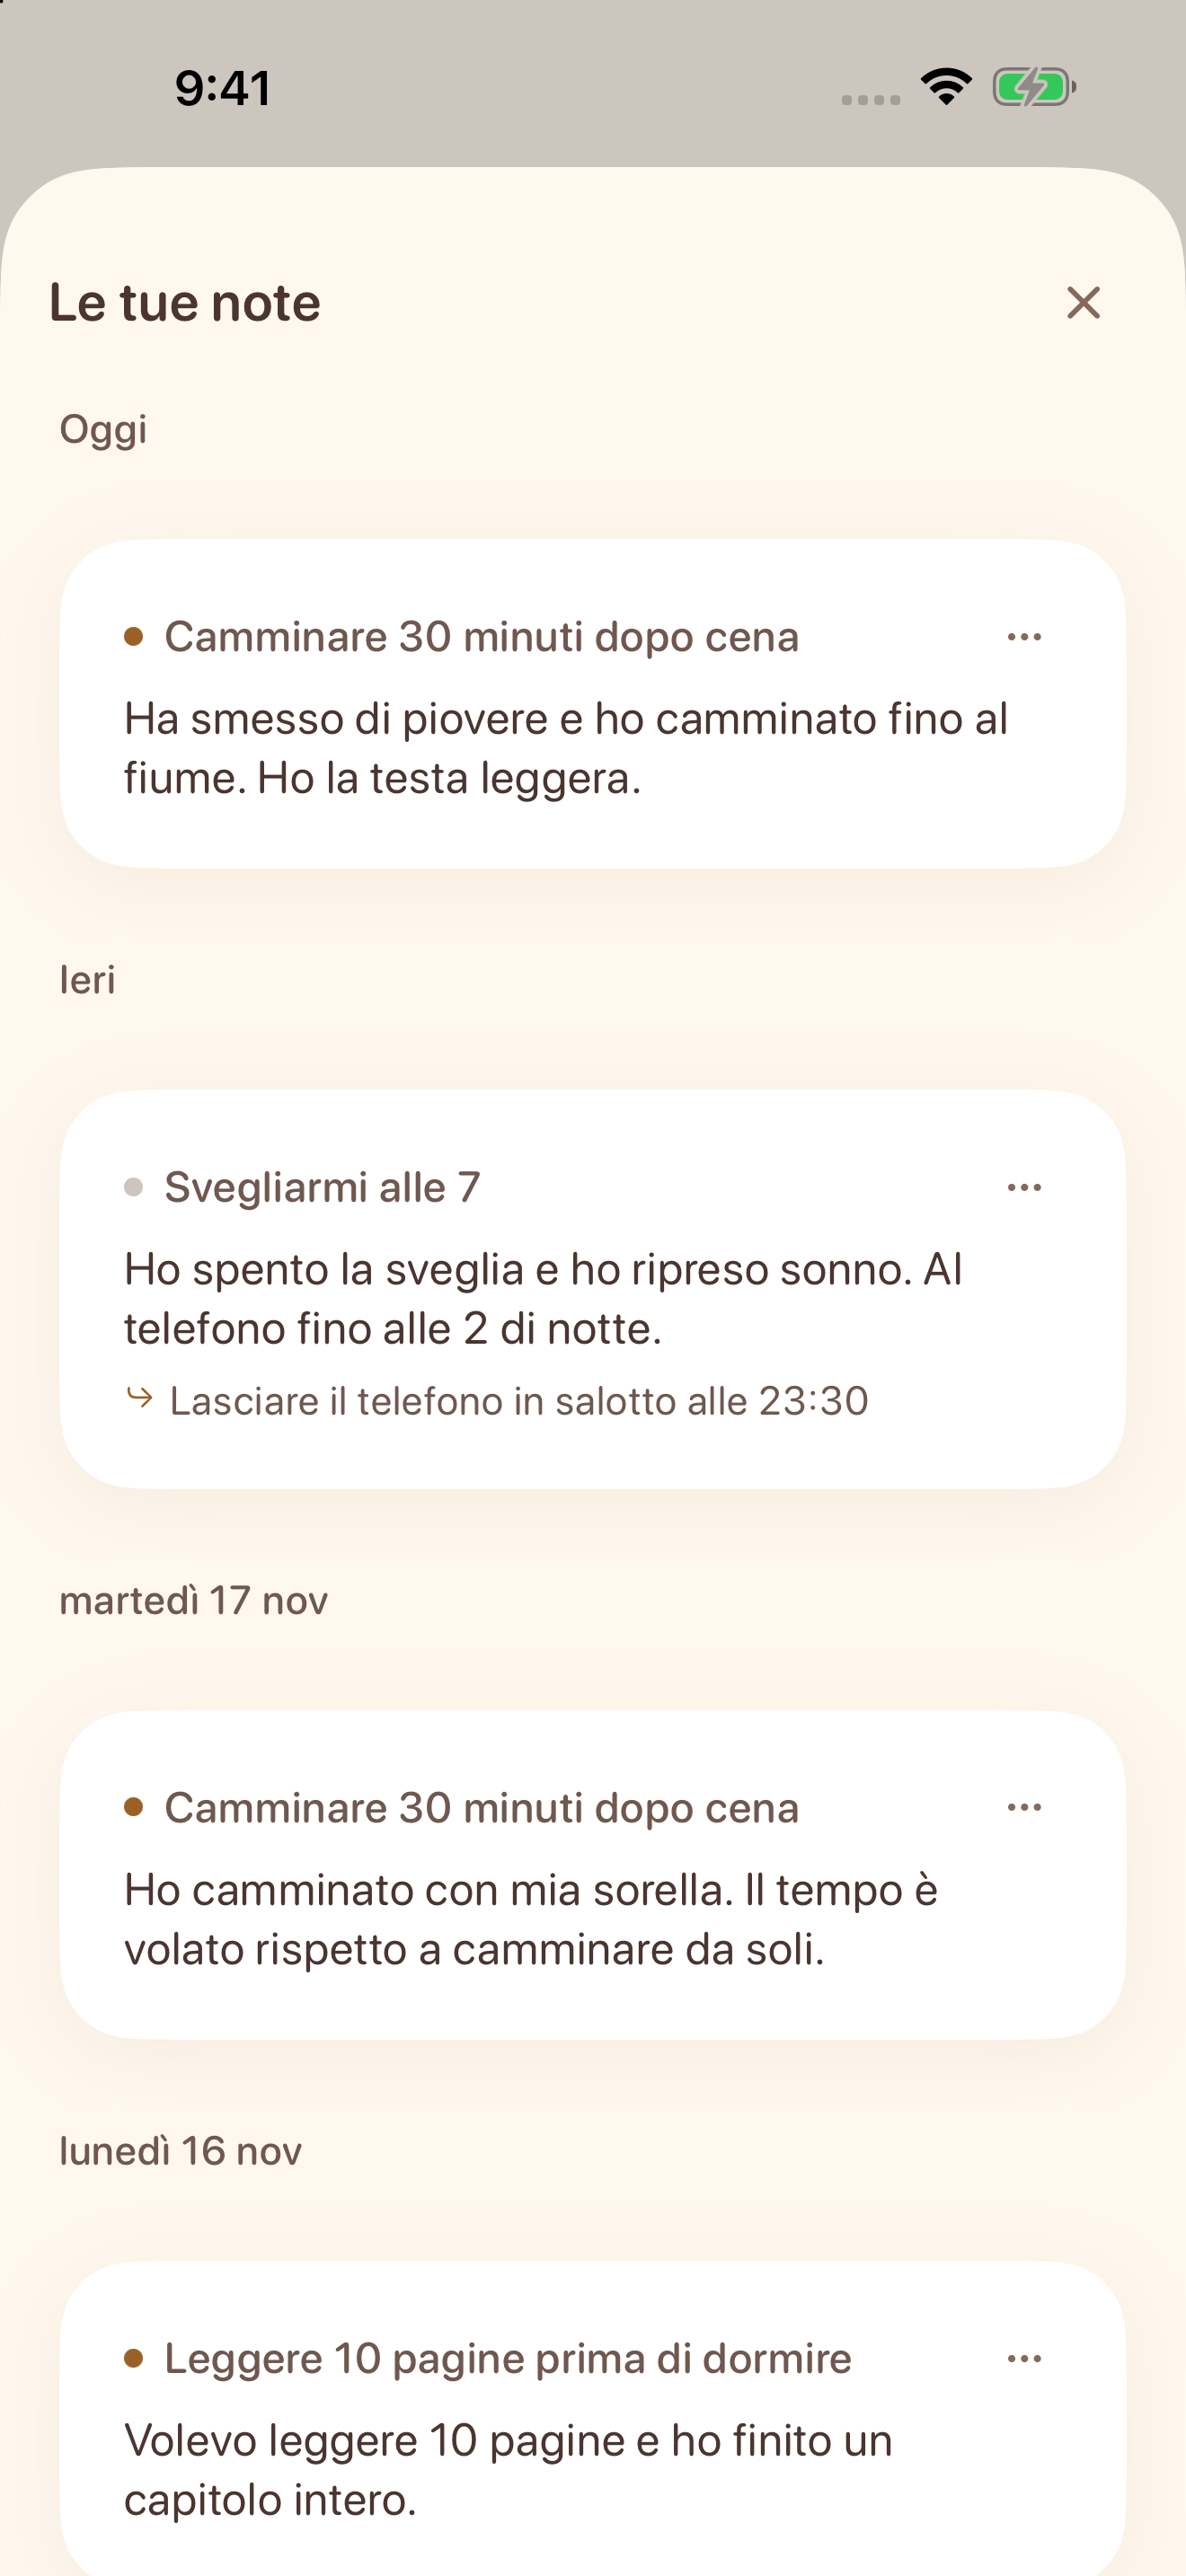 9:41
Le tue note
Oggi
Camminare 30 minuti dopo cena
Ha smesso di piovere e ho camminato fino al
fiume. Ho la testa leggera.
Ieri
Svegliarmi alle 7
Ho spento la sveglia e ho ripreso sonno. Al
telefono fino alle 2 di notte.
Lasciare il telefono in salotto alle 23:30
martedì 17 nov
Camminare 30 minuti dopo cena
Ho camminato con mia sorella. Il tempo è
volato rispetto a camminare da soli.
lunedì 16 nov
Leggere 10 pagine prima di dormire
Volevo leggere 10 pagine e ho finito un
capitolo intero.